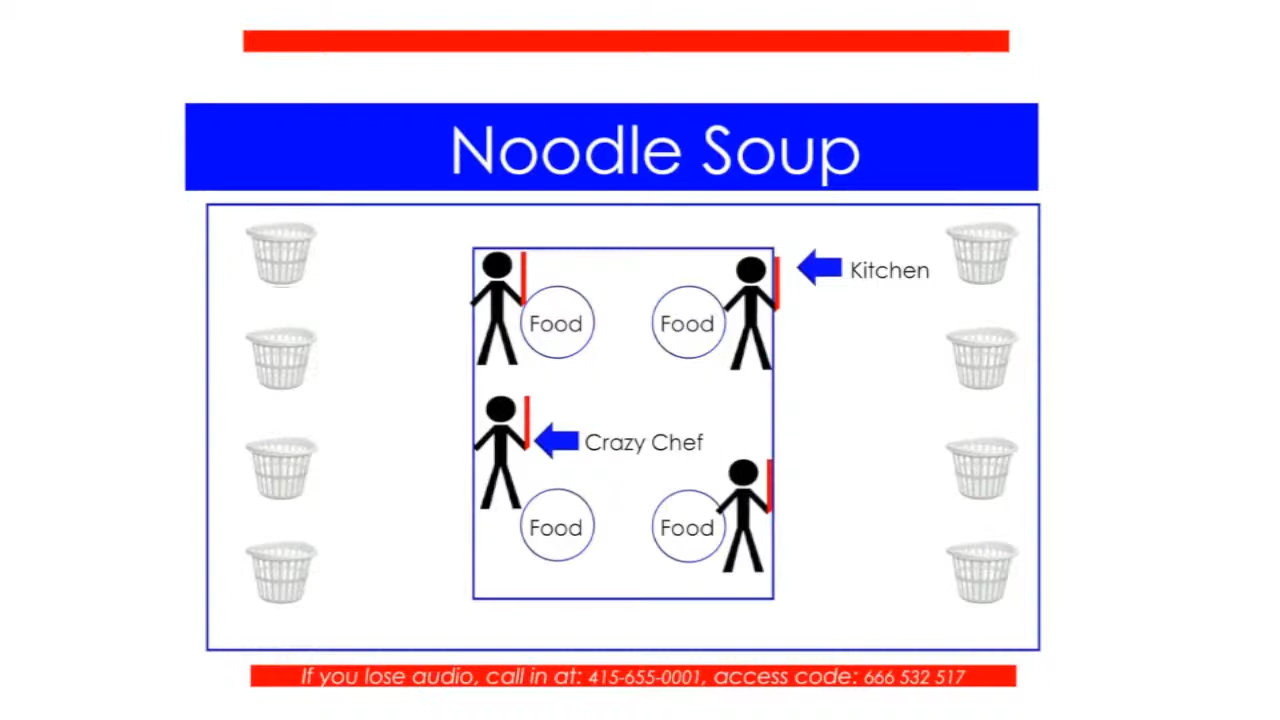 Noodle Soup
Kitchen
Food
Food
Crazy Chef
Food
Food
If you lose audio, call in at: 415-655-0001, access code: 666 532 517